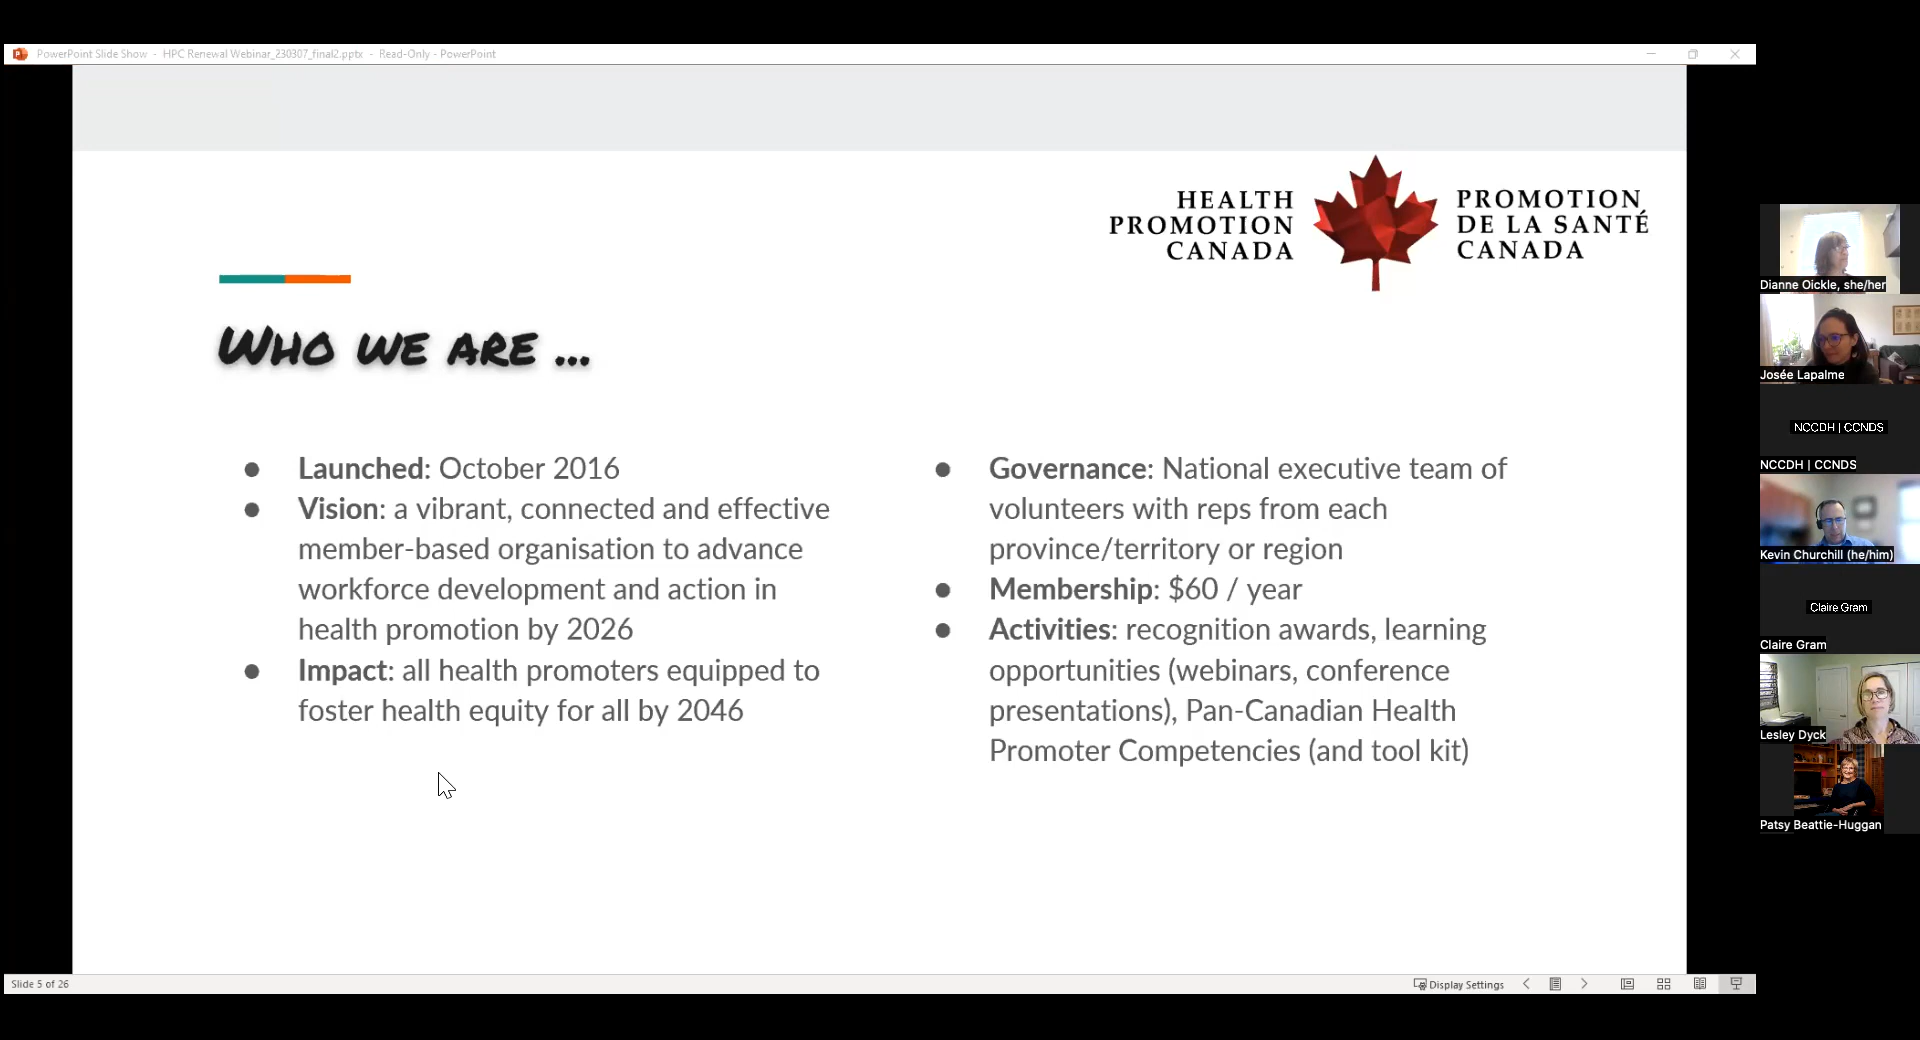 PowerPoint Slide Show - HPC Renewal Webinar_230307_final2.pptx - Read-Only - PowerPoint
HEALTH
PROMOTION
CANADA
PROMOTION
DE LA SANTÉ
CANADA
WHO WE ARE ...
● Launched: October 2016
● Vision: a vibrant, connected and effective
member-based organisation to advance
workforce development and action in
health promotion by 2026
● Impact: all health promoters equipped to
foster health equity for all by 2046
● Governance: National executive team of
volunteers with reps from each
province/territory or region
● Membership: $60 / year
● Activities: recognition awards, learning
opportunities (webinars, conference
presentations), Pan-Canadian Health
Promoter Competencies (and tool kit)
Dianne Oickle, she/her
Josée Lapalme
NCCDH | CCNDS
NCCDH | CCNDS
Kevin Churchill (he/him)
Claire Gram
Claire Gram
Lesley Dyck
Patsy Beattie-Huggan
Slide 5 of 26
Display Settings